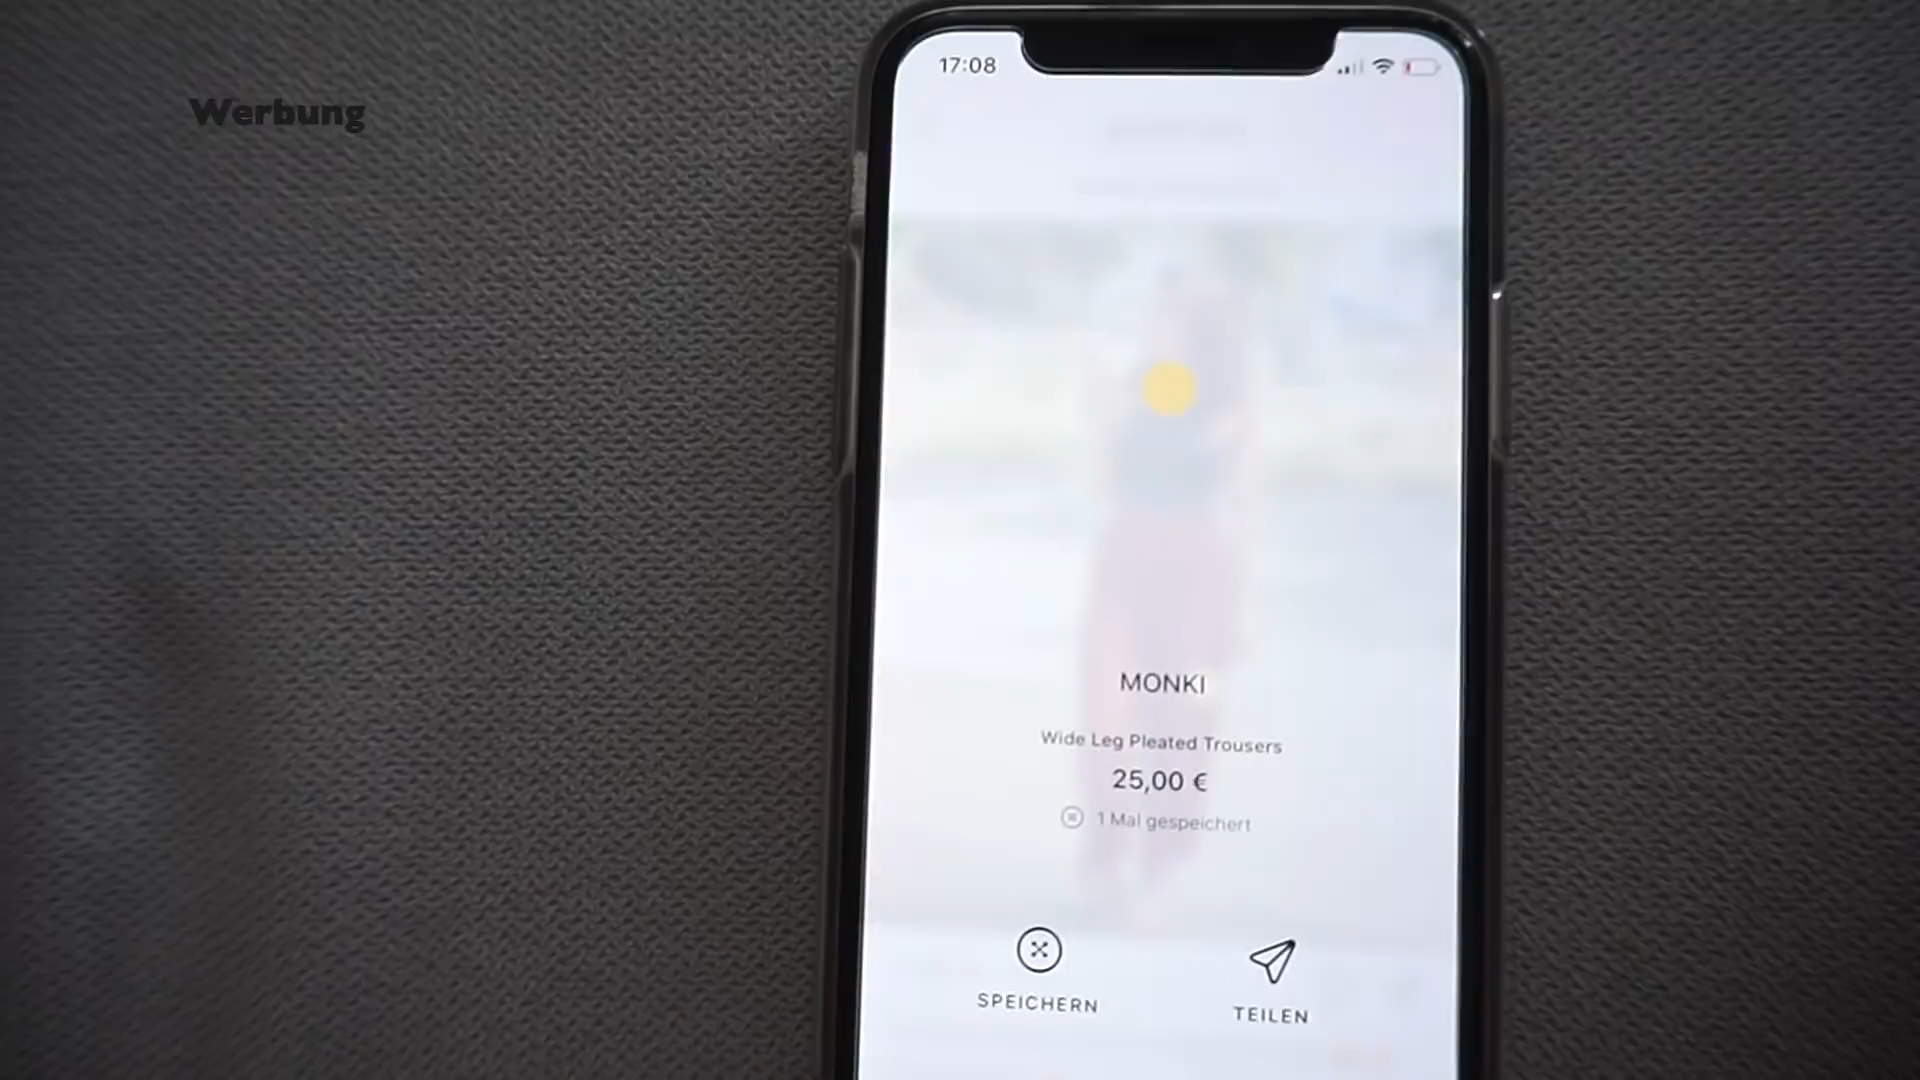 Werbung
17:08
MONKI
Wide Leg Pleated Trousers
25,00 €
1 Mal gespeichert
SPEICHERN
TEILEN